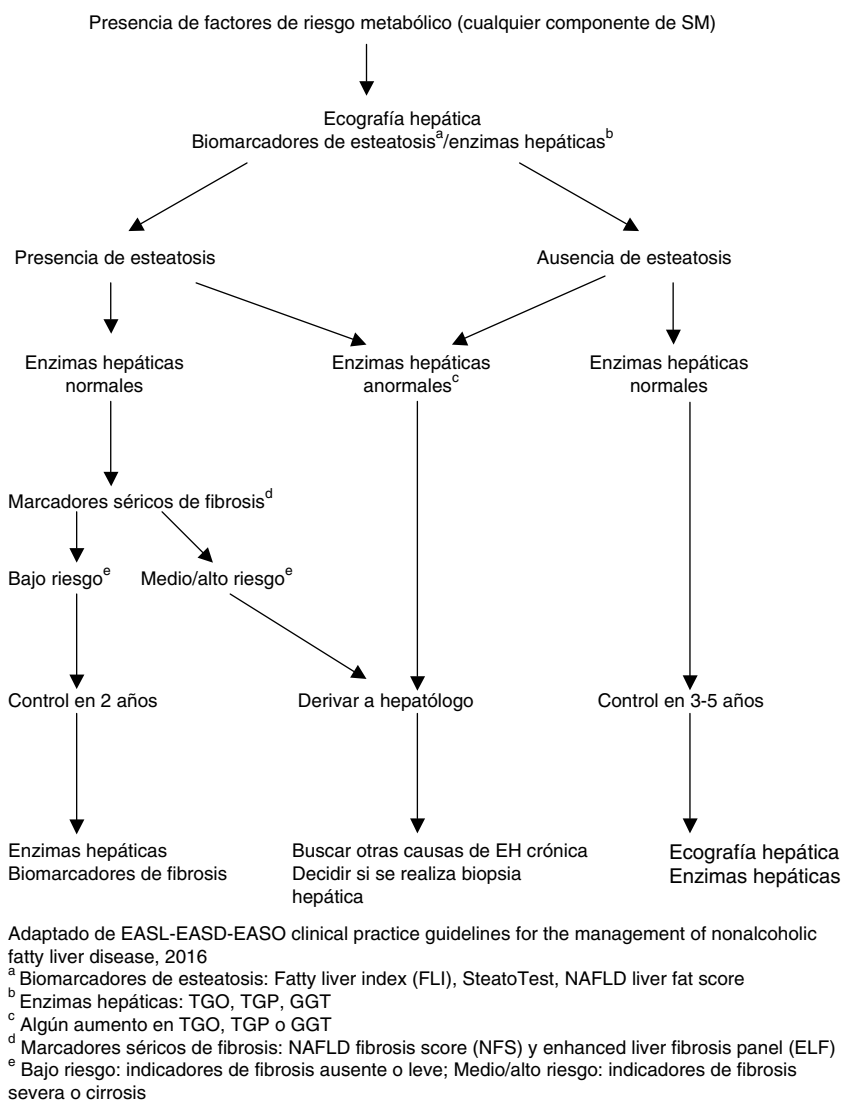 Presencia de factores de riesgo metabólico (cualquier componente de SM)
Ecografía hepática
Biomarcadores de esteatosisa/enzimas hepáticasb
Presencia de esteatosis
Ausencia de esteatosis
Enzimas hepáticas
normales
Enzimas hepáticas
anormalesc
Enzimas hepáticas
normales
Marcadores séricos de fibrosisd
Bajo riesgoe
Medio/alto riesgoe
Control en 2 años
Derivar a hepatólogo
Control en 3-5 años
Enzimas hepáticas
Biomarcadores de fibrosis
Buscar otras causas de EH crónica
Decidir si se realiza biopsia
hepática
Ecografía hepática
Enzimas hepáticas
Adaptado de EASL-EASD-EASO clinical practice guidelines for the management of nonalcoholic
fatty liver disease, 2016
a Biomarcadores de esteatosis: Fatty liver index (FLI), SteatoTest, NAFLD liver fat score
b Enzimas hepáticas: TGO, TGP, GGT
c Algún aumento en TGO, TGP o GGT
d Marcadores séricos de fibrosis: NAFLD fibrosis score (NFS) y enhanced liver fibrosis panel (ELF)
e Bajo riesgo: indicadores de fibrosis ausente o leve; Medio/alto riesgo: indicadores de fibrosis
severa o cirrosis